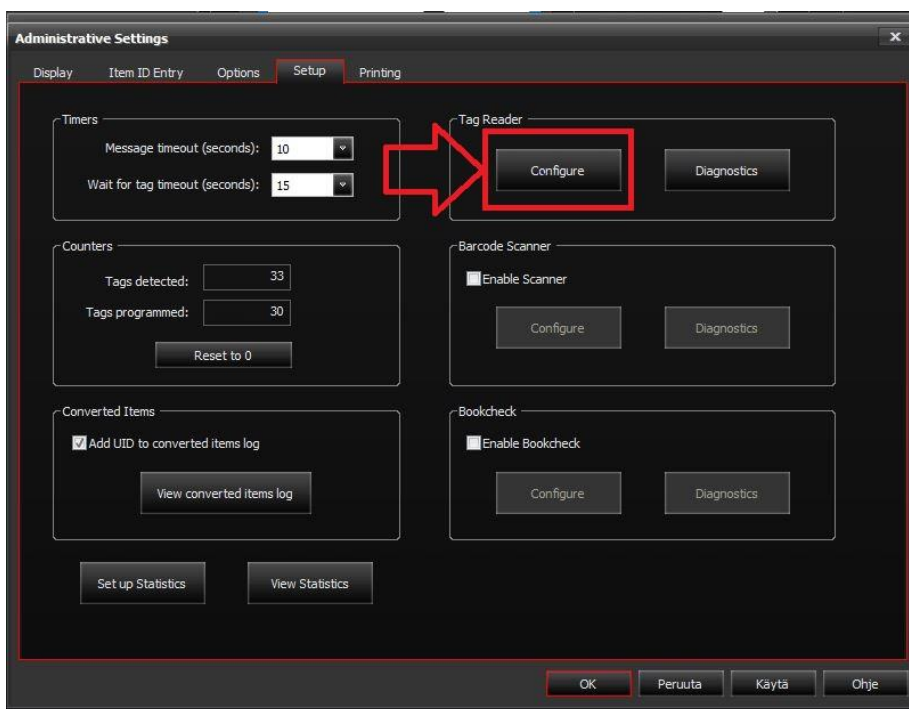 Administrative Settings
Display Item ID Entry Options Setup Printing
Timers
Message timeout (seconds): 10
Wait for tag timeout (seconds): 15
Tag Reader
Configure Diagnostics
Counters
Tags detected: 33
Tags programmed: 30
Reset to 0
Barcode Scanner
Enable Scanner
Configure Diagnostics
Converted Items
Add UID to converted items log
View converted items log
Bookcheck
Enable Bookcheck
Configure Diagnostics
Set up Statistics View Statistics
OK Peruuta Käytä Ohje